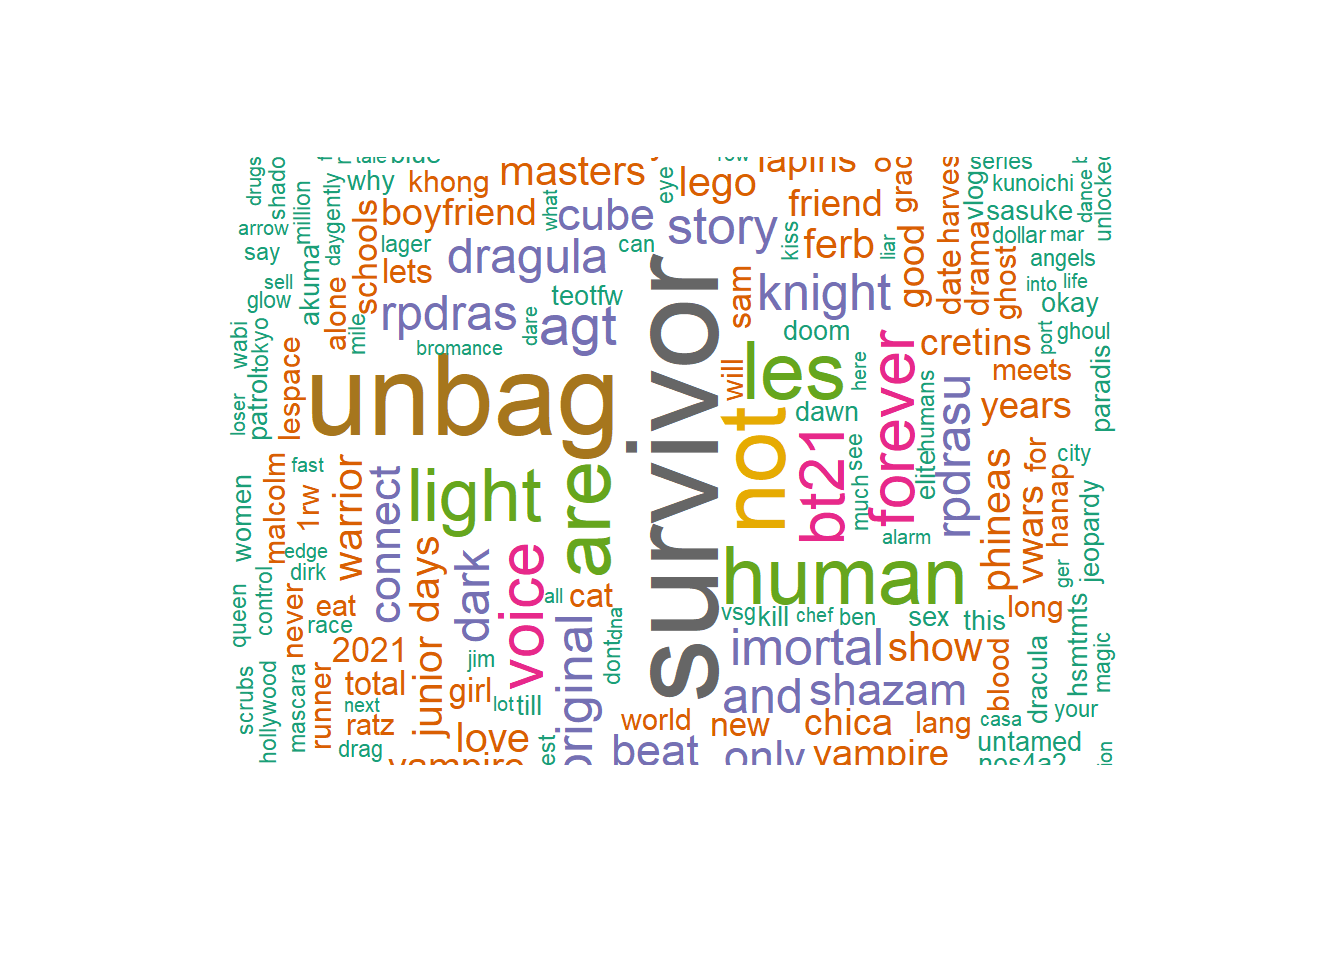 drugs
shado
tale
why
khong
masters
lego
eye
lapins
8
grad
harves
series
kunoichi
dance
unlocked
arrow
million
daygently
schools
boyfriend
what
cube
story
friend
vlog
sasuke
say
akuma
lager
dragula
can
kiss
ferb
liar
good
date
drama
ghost
dollar
mar
angels
sell
glow
alone
lets
rpdras
teotfw
agt
sam
knight
into
life
okay
wabi
tokyo
mile
bromance
dare
survivor
doom
forever
cretins
port
ghoul
loser
patrol
lespace
unbag
will
les
here
humans
meets
paradis
not
dawn
bt21
see
much
elite
rpdrasu
years
women
malcolm
fast
1rw
warrior
connect
light
are
alarm
phineas
vwars
for
hanap
city
jeopardy
edge
dirk
days
dark
voice
human
ger
queen
control
never
eat
race
all
cat
vsg
kill
chef
ben
sex
this
long
hsmtmts
magic
2021
junior
jim
original
dont
dna
imortal
show
blood
dracula
scrubs
hollywood
mascara
runner
total
next
girl
lot
till
and
shazam
casa
your
ratz
drag
love
est
world
new
chica
lang
untamed
vampire
beat
only
vampire
nos4a2